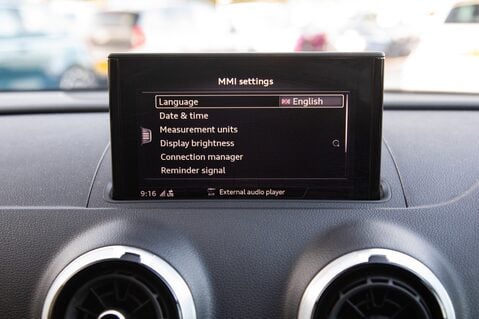 MMI settings
Language English
Date & time
Measurement units
Display brightness
Connection manager
Reminder signal
9:16 External audio player